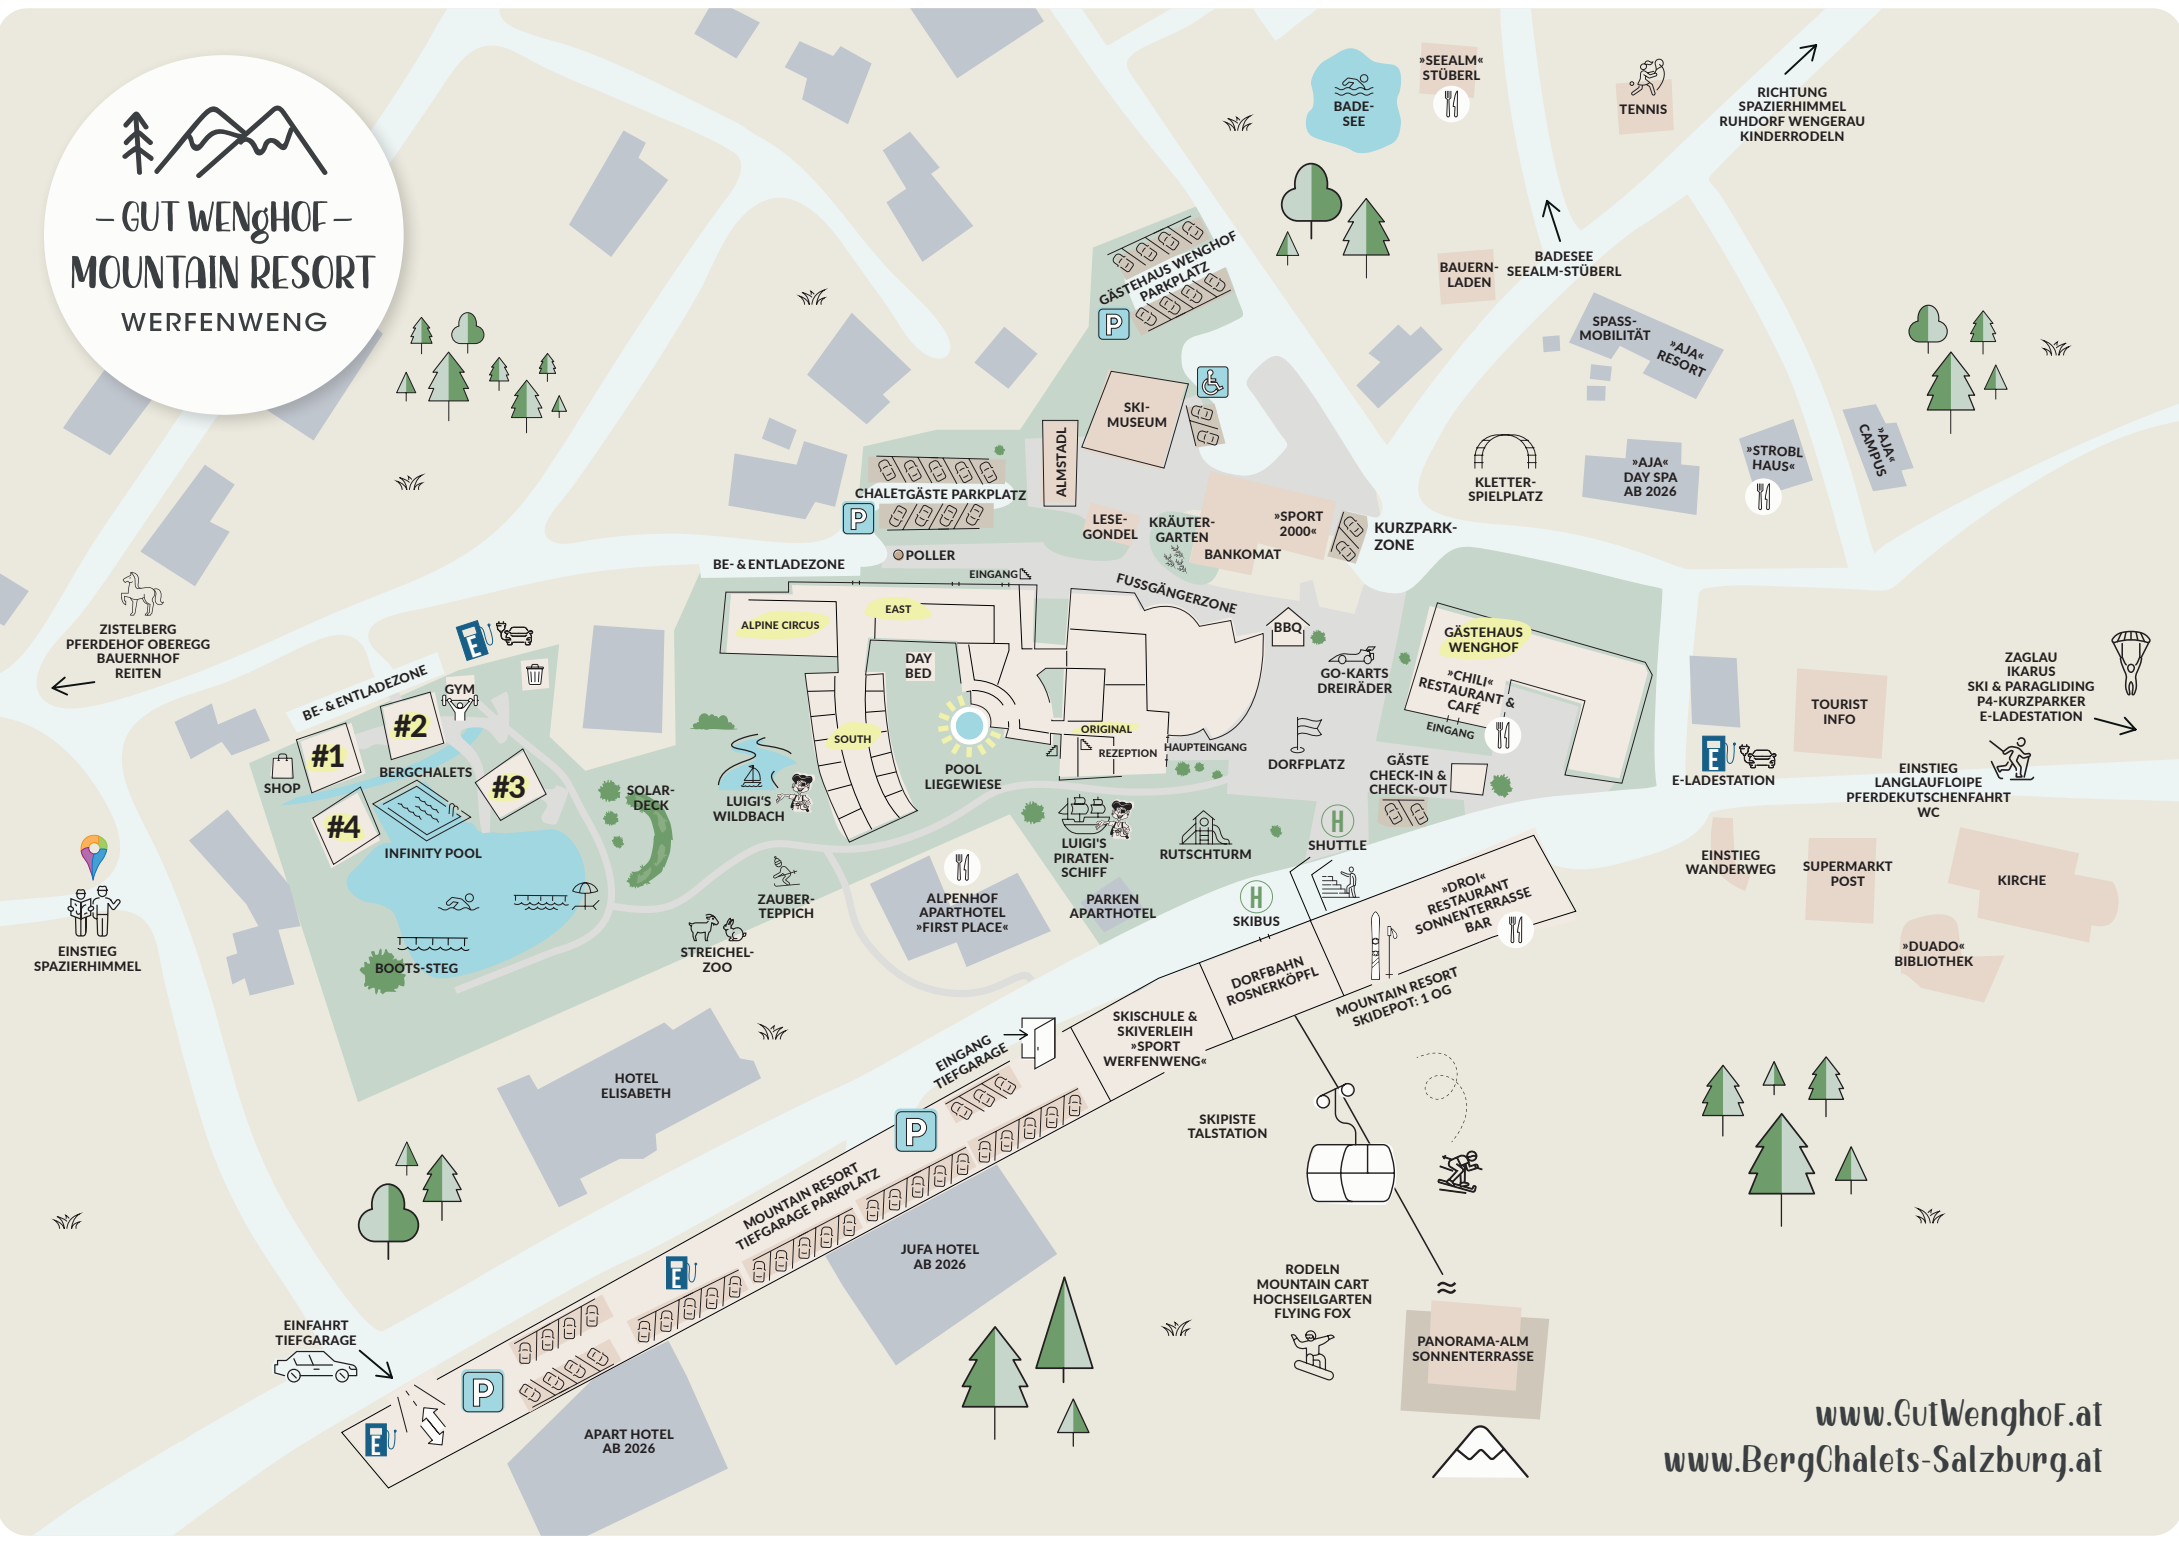 – GUT WENgHOF –
MOUNTAIN RESORT
WERFENWENG
BADE-
SEE
»SEEALM«
STÜBERL
TENNIS
RICHTUNG
SPAZIERHIMMEL
RUHDORF WENGERAU
KINDERRODELN
GÄSTEHAUS WENGHOF
PARKPLATZ
P
BAUERN-
LADEN
BADESEE
SEEALM-STÜBERL
SPASS-
MOBILITÄT
»AJA«
RESORT
SKI-
MUSEUM
ALMSTADL
KLETTER-
SPIELPLATZ
»AJA«
DAY SPA
AB 2026
»STROBL
HAUS«
»AJA«
CAMPUS
CHALETGÄSTE PARKPLATZ
P
LESE-
GONDEL
KRÄUTER-
GARTEN
»SPORT
2000«
BANKOMAT
KURZPARK-
ZONE
POLLER
BE- & ENTLADEZONE
EINGANG
FUSSGÄNGERZONE
ALPINE CIRCUS
EAST
DAY
BED
SOUTH
POOL
LIEGEWIESE
ORIGINAL
REZEPTION
HAUPTEINGANG
BBQ
GO-KARTS
DREIRÄDER
DORFPLATZ
GÄSTEHAUS
WENGHOF
»CHILI«
RESTAURANT &
CAFÉ
EINGANG
GÄSTE
CHECK-IN &
CHECK-OUT
ZISTELBERG
PFERDEHOF OBEREGG
BAUERNHOF
REITEN
BE- & ENTLADEZONE
E
GYM
#1
#2
#3
#4
SHOP
BERGCHALETS
INFINITY POOL
BOOTS-STEG
SOLAR-
DECK
LUIGI'S
WILDBACH
LUIGI'S
PIRATEN-
SCHIFF
RUTSCHTURM
H
SHUTTLE
H
SKIBUS
ZAUBER-
TEPPICH
STREICHEL-
ZOO
ALPENHOF
APARTHOTEL
»FIRST PLACE«
PARKEN
APARTHOTEL
EINSTIEG
SPAZIERHIMMEL
TOURIST
INFO
E
E-LADESTATION
ZAGLAU
IKARUS
SKI & PARAGLIDING
P4-KURZPARKER
E-LADESTATION
EINSTIEG
LANGLAUFLOIPE
PFERDEKUTSCHENFAHRT
WC
EINSTIEG
WANDERWEG
SUPERMARKT
POST
KIRCHE
»DUADO«
BIBLIOTHEK
»DROI«
RESTAURANT
SONNENTERRASSE
BAR
DORFBAHN
ROSNERKÖPFL
MOUNTAIN RESORT
SKIDEPOT: 1 OG
SKISCHULE &
SKIVERLEIH
»SPORT
WERFENWENG«
EINGANG
TIEFGARAGE
HOTEL
ELISABETH
P
MOUNTAIN RESORT
TIEFGARAGE PARKPLATZ
E
SKIPISTE
TALSTATION
JUFA HOTEL
AB 2026
RODELN
MOUNTAIN CART
HOCHSEILGARTEN
FLYING FOX
PANORAMA-ALM
SONNENTERRASSE
EINFAHRT
TIEFGARAGE
P
E
APART HOTEL
AB 2026
www.GutWenghof.at
www.BergChalets-Salzburg.at